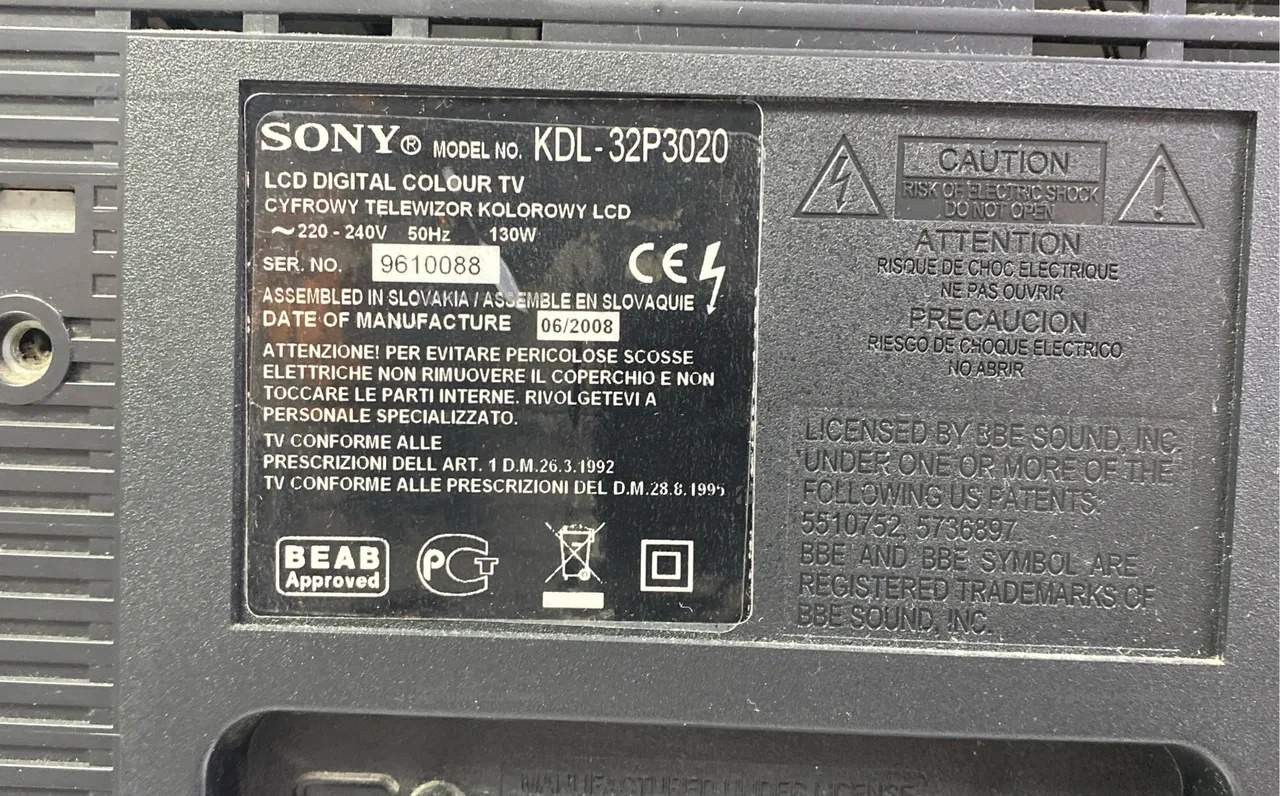 SONY® MODEL NO. KDL-32P3020
LCD DIGITAL COLOUR TV
CYFROWY TELEWIZOR KOLOROWY LCD
~220 - 240V 50Hz 130W
SER. NO. 9610088
CE
ASSEMBLED IN SLOVAKIA / ASSEMBLE EN SLOVAQUIE
DATE OF MANUFACTURE 06/2008
ATTENZIONE! PER EVITARE PERICOLOSE SCOSSE
ELETTRICHE NON RIMUOVERE IL COPERCHIO E NON
TOCCARE LE PARTI INTERNE. RIVOLGETEVI A
PERSONALE SPECIALIZZATO.
TV CONFORME ALLE
PRESCRIZIONI DELL ART. 1 D.M.26.3.1992
TV CONFORME ALLE PRESCRIZIONI DEL D.M.28.8.1995
BEAB
Approved
PCT
CAUTION
RISK OF ELECTRIC SHOCK
DO NOT OPEN
ATTENTION
RISQUE DE CHOC ELECTRIQUE
NE PAS OUVRIR
PRECAUCION
RIESGO DE CHOQUE ELECTRICO
NO ABRIR
LICENSED BY BBE SOUND, INC
UNDER ONE OR MORE OF THE
FOLLOWING US PATENTS:
5510752, 5736897.
BBE AND BBE SYMBOL ARE
REGISTERED TRADEMARKS OF
BBE SOUND, INC.
MANUFACTURED UNDER LICENSE